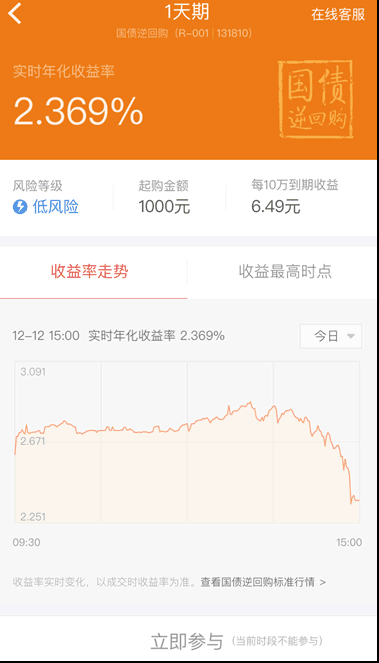 1天期
在线客服
国债逆回购（R-001 | 131810）
实时年化收益率
2.369%
国债
逆回购
风险等级
起购金额
每10万到期收益
低风险
1000元
6.49元
收益率走势
收益最高时点
12-12 15:00 实时年化收益率 2.369%
今日
3.091
2.671
2.251
09:30
15:00
收益率实时变化，以成交时收益率为准。查看国债逆回购标准行情 >
立即参与（当前时段不能参与）